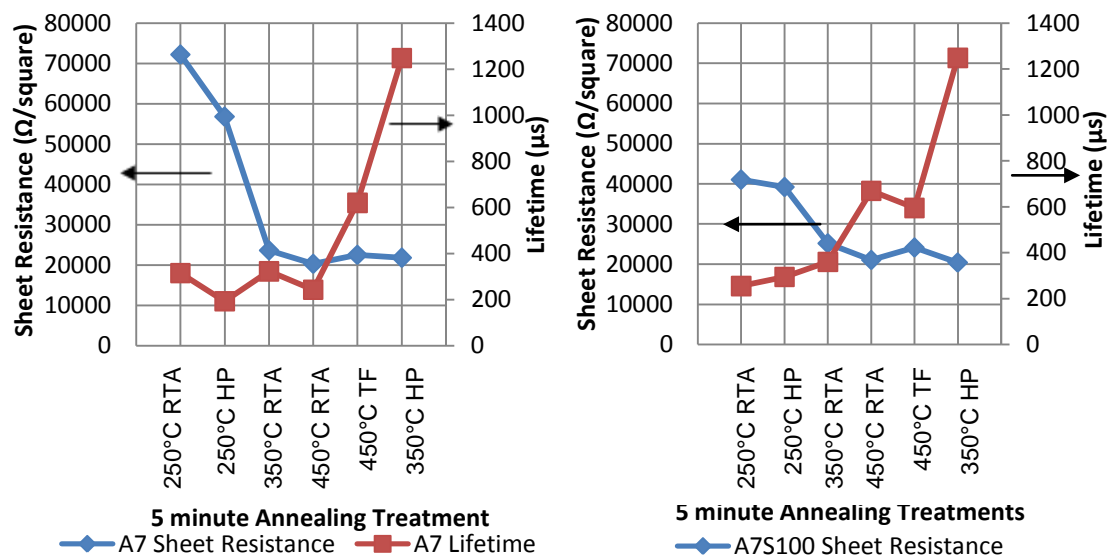 80000
70000
60000
50000
40000
30000
20000
10000
0
Sheet Resistance (Ω/square)
1400
1200
1000
800
600
400
200
0
Lifetime (µs)
250°C RTA
250°C HP
350°C RTA
450°C RTA
450°C TF
350°C HP
5 minute Annealing Treatment
A7 Sheet Resistance
A7 Lifetime
80000
70000
60000
50000
40000
30000
20000
10000
0
Sheet Resistance (Ω/square)
1400
1200
1000
800
600
400
200
0
Lifetime (µs)
250°C RTA
250°C HP
350°C RTA
450°C RTA
450°C TF
350°C HP
5 minute Annealing Treatments
A7S100 Sheet Resistance